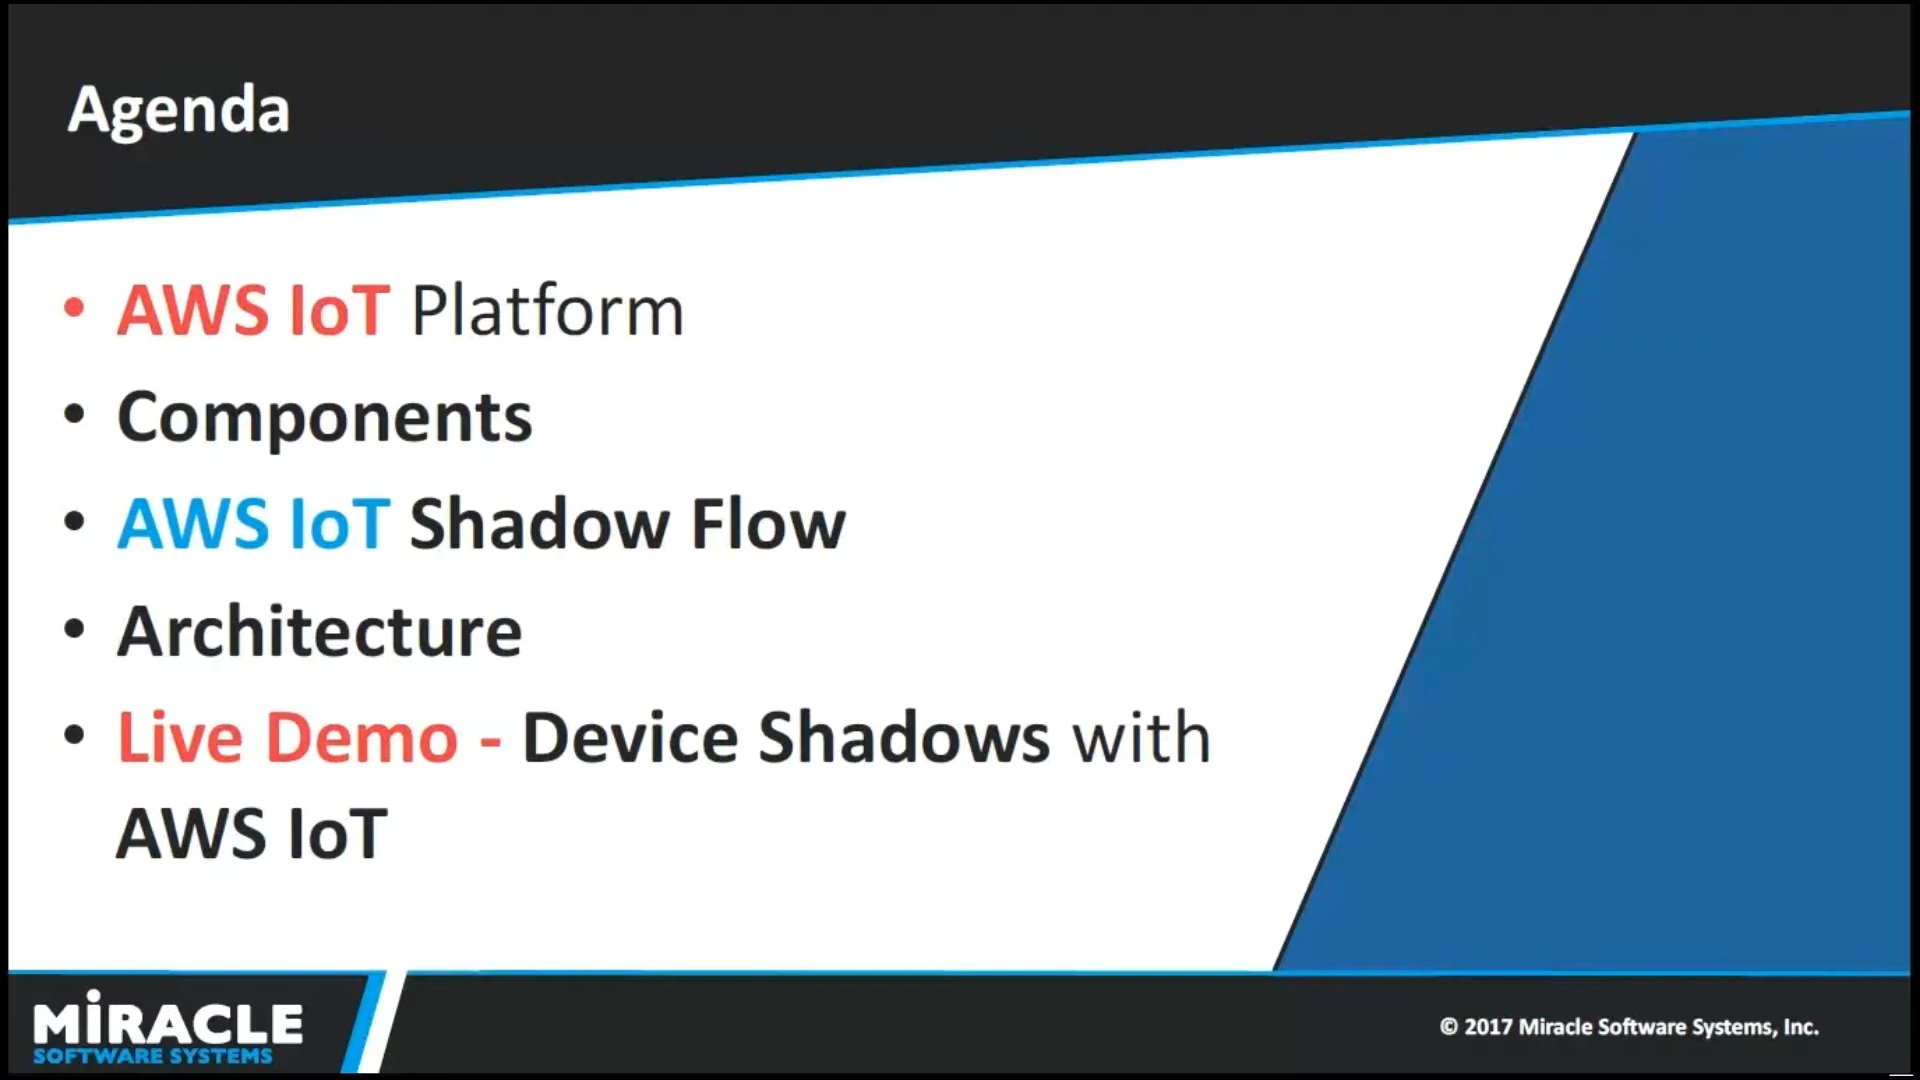 Agenda
• AWS IoT Platform
• Components
• AWS IoT Shadow Flow
• Architecture
• Live Demo - Device Shadows with
AWS IoT
MiRACLE
SOFTWARE SYSTEMS
© 2017 Miracle Software Systems, Inc.